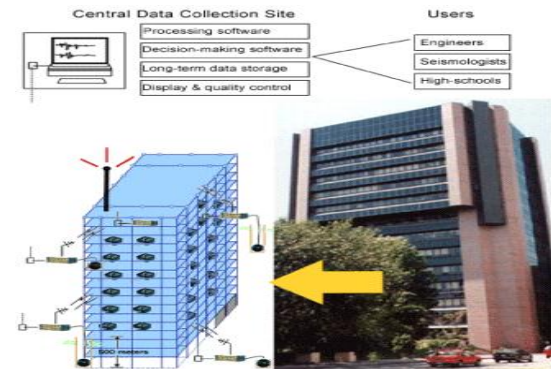 Central Data Collection Site
Users
Processing software
Decision-making software
Long-term data storage
Display & quality control
Engineers
Seismologists
High-schools
500 meters